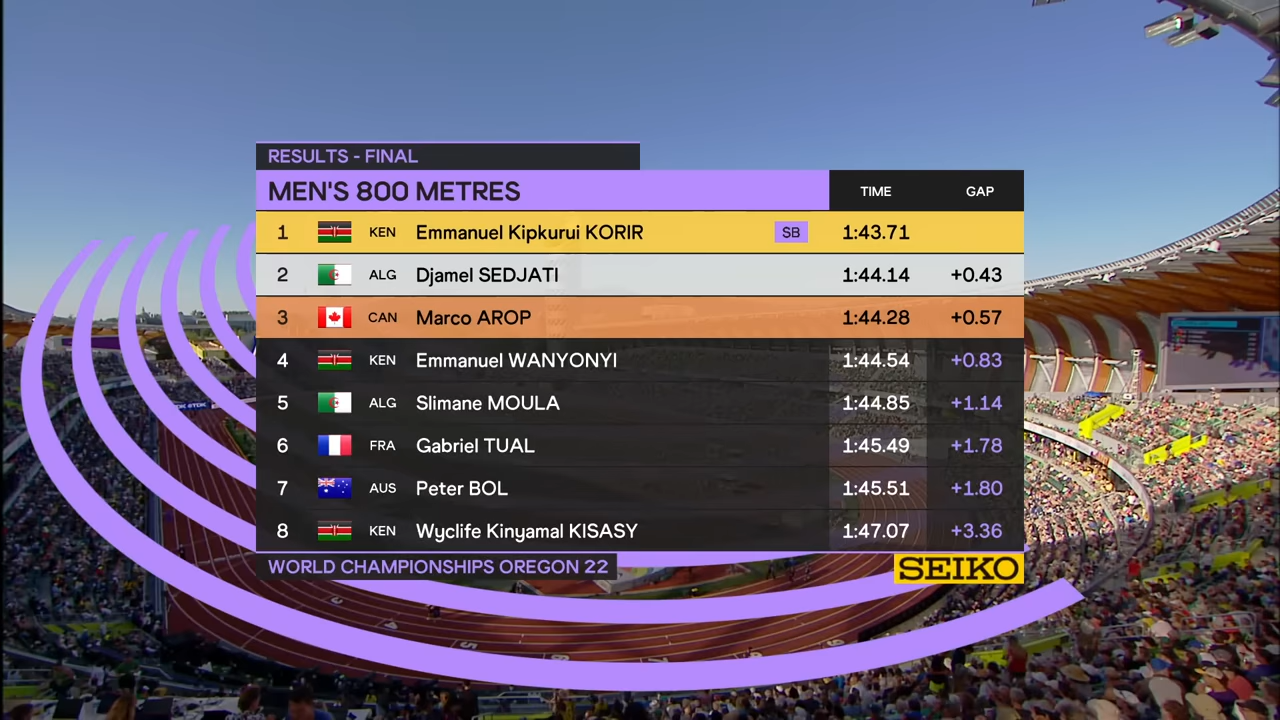 RESULTS - FINAL
MEN'S 800 METRES TIME GAP
1 KEN Emmanuel Kipkurui KORIR SB 1:43.71
2 ALG Djamel SEDJATI 1:44.14 +0.43
3 CAN Marco AROP 1:44.28 +0.57
4 KEN Emmanuel WANYONYI 1:44.54 +0.83
5 ALG Slimane MOULA 1:44.85 +1.14
6 FRA Gabriel TUAL 1:45.49 +1.78
7 AUS Peter BOL 1:45.51 +1.80
8 KEN Wyclife Kinyamal KISASY 1:47.07 +3.36
WORLD CHAMPIONSHIPS OREGON 22
SEIKO